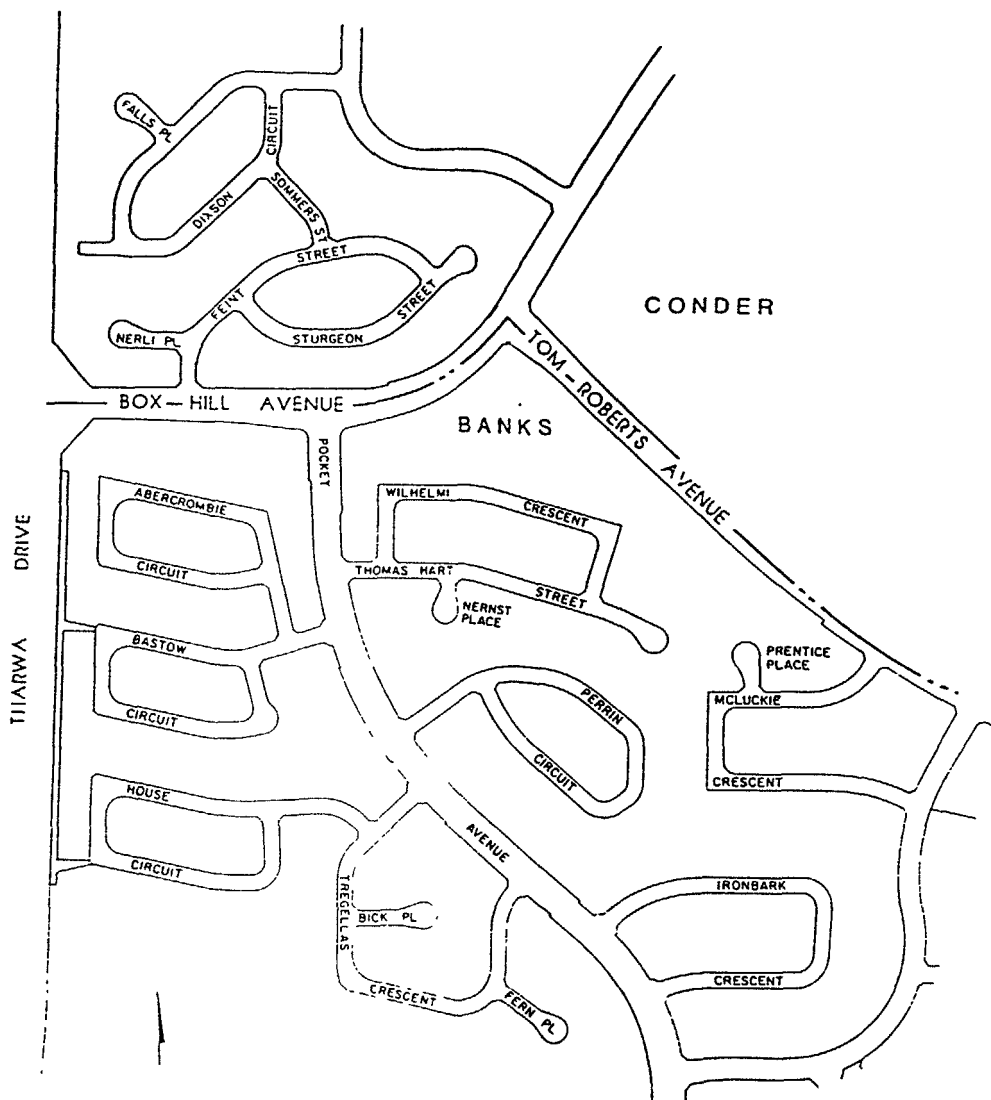 FALLS PL
CIRCUIT
SOMMERS ST
DIXSON
STREET
FEINT
STREET
STURGEON
NERLI PL
CONDER
TOM-ROBERTS AVENUE
BOX-HILL AVENUE
BANKS
POCKET
WILHELMI
CRESCENT
ABERCROMBIE
CIRCUIT
THOMAS HART
STREET
NERNST
PLACE
THARWA DRIVE
BASTOW
CIRCUIT
PRENTICE
PLACE
MCLUCKIE
CRESCENT
PERRIN
CIRCUIT
HOUSE
CIRCUIT
AVENUE
TREGELLAS
BICK PL
CRESCENT
FERN PL
IRONBARK
CRESCENT